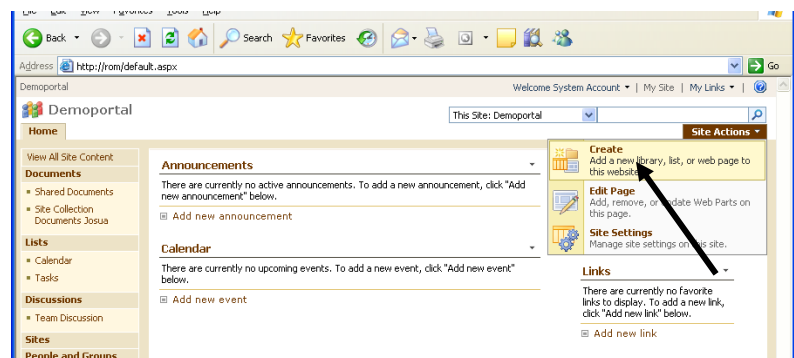 File Edit View Favorites Tools Help
Back Search Favorites
Address http://rom/default.aspx Go
Demoportal Welcome System Account | My Site | My Links |
Demoportal This Site: Demoportal
Home Site Actions
View All Site Content
Documents
Shared Documents
Site Collection
Documents Josua
Lists
Calendar
Tasks
Discussions
Team Discussion
Sites
People and Groups
Announcements
There are currently no active announcements. To add a new announcement, click "Add
new announcement" below.
Add new announcement
Calendar
There are currently no upcoming events. To add a new event, click "Add new event"
below.
Add new event
Create
Add a new library, list, or web page to
this website.
Edit Page
Add, remove, or update Web Parts on
this page.
Site Settings
Manage site settings on this site.
Links
There are currently no favorite
links to display. To add a new link,
click "Add new link" below.
Add new link